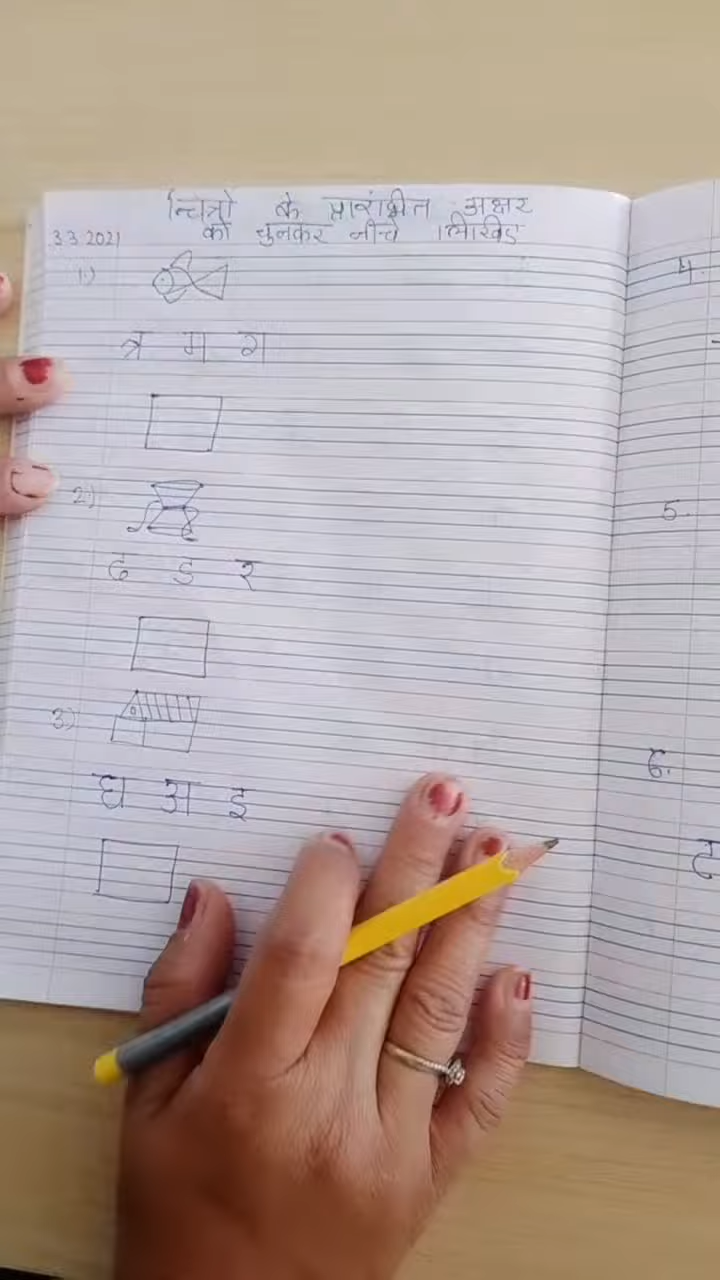 चित्रों के प्रारंभीत अक्षर
को चुनकर नीचे लिखिए
3.3.2021
1)
त्र म ग
2)
ढ ड र
3)
घ अ इ
4.
5.
6.